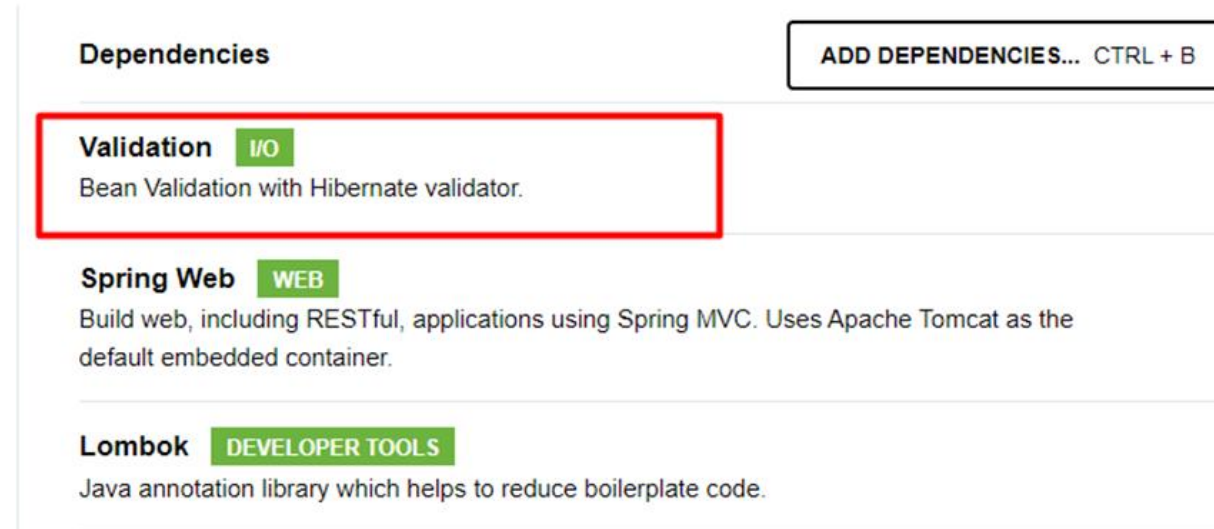 Dependencies
ADD DEPENDENCIES... CTRL + B
Validation I/O
Bean Validation with Hibernate validator.
Spring Web WEB
Build web, including RESTful, applications using Spring MVC. Uses Apache Tomcat as the
default embedded container.
Lombok DEVELOPER TOOLS
Java annotation library which helps to reduce boilerplate code.